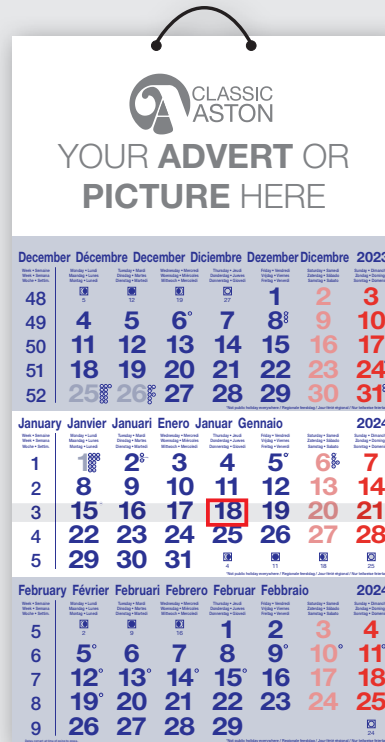 CLASSIC
ASTON
YOUR ADVERT OR
PICTURE HERE
December Décembre December Diciembre Dezember Dicembre 2023
48 5 12 19 27 1 2 3
49 4 5 6 7 8 9 10
50 11 12 13 14 15 16 17
51 18 19 20 21 22 23 24
52 25 26 27 28 29 30 31
January Janvier Januari Enero Januar Gennaio 2024
1 1 2 3 4 5 6 7
2 8 9 10 11 12 13 14
3 15 16 17 18 19 20 21
4 22 23 24 25 26 27 28
5 29 30 31 4 11 18 25
February Février Februari Febrero Februar Febbraio 2024
5 2 9 16 1 2 3 4
6 5 6 7 8 9 10 11
7 12 13 14 15 16 17 18
8 19 20 21 22 23 24 25
9 26 27 28 29 24